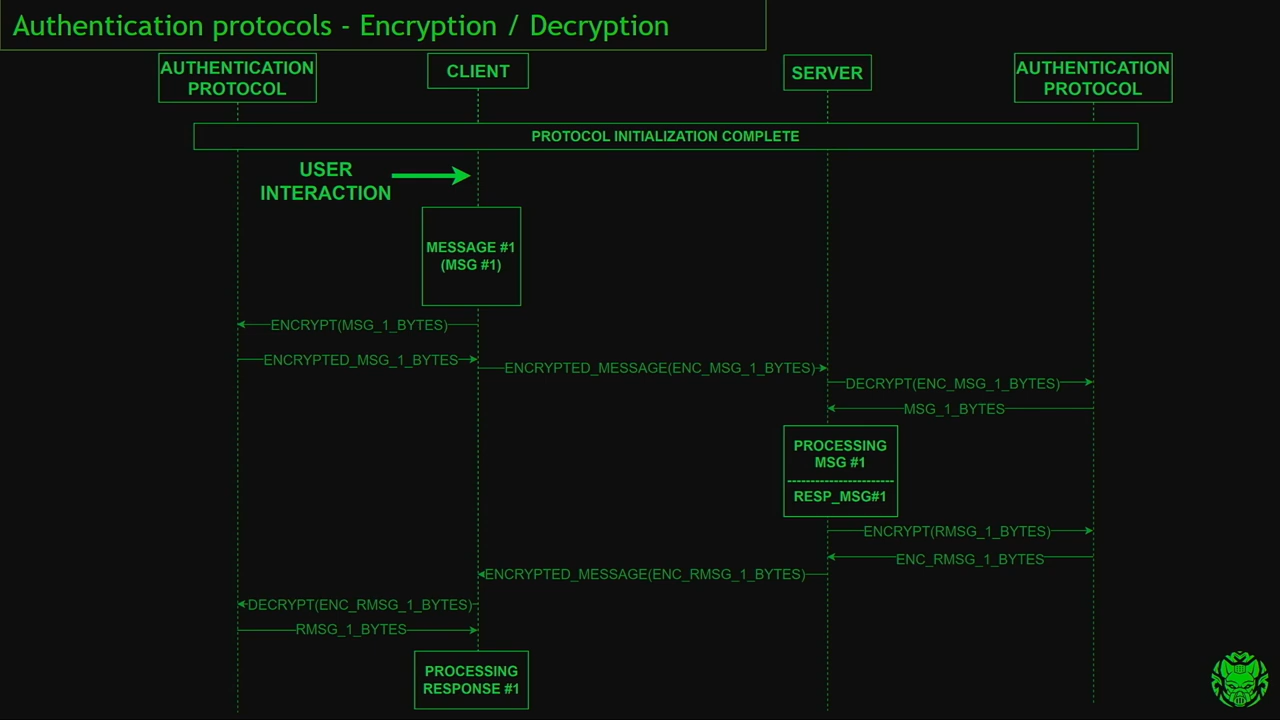 Authentication protocols - Encryption / Decryption
AUTHENTICATION
PROTOCOL
CLIENT
SERVER
AUTHENTICATION
PROTOCOL
PROTOCOL INITIALIZATION COMPLETE
USER
INTERACTION
MESSAGE #1
(MSG #1)
ENCRYPT(MSG_1_BYTES)
ENCRYPTED_MSG_1_BYTES
ENCRYPTED_MESSAGE(ENC_MSG_1_BYTES)
DECRYPT(ENC_MSG_1_BYTES)
MSG_1_BYTES
PROCESSING
MSG #1
-----------------------
RESP_MSG#1
ENCRYPT(RMSG_1_BYTES)
ENC_RMSG_1_BYTES
ENCRYPTED_MESSAGE(ENC_RMSG_1_BYTES)
DECRYPT(ENC_RMSG_1_BYTES)
RMSG_1_BYTES
PROCESSING
RESPONSE #1